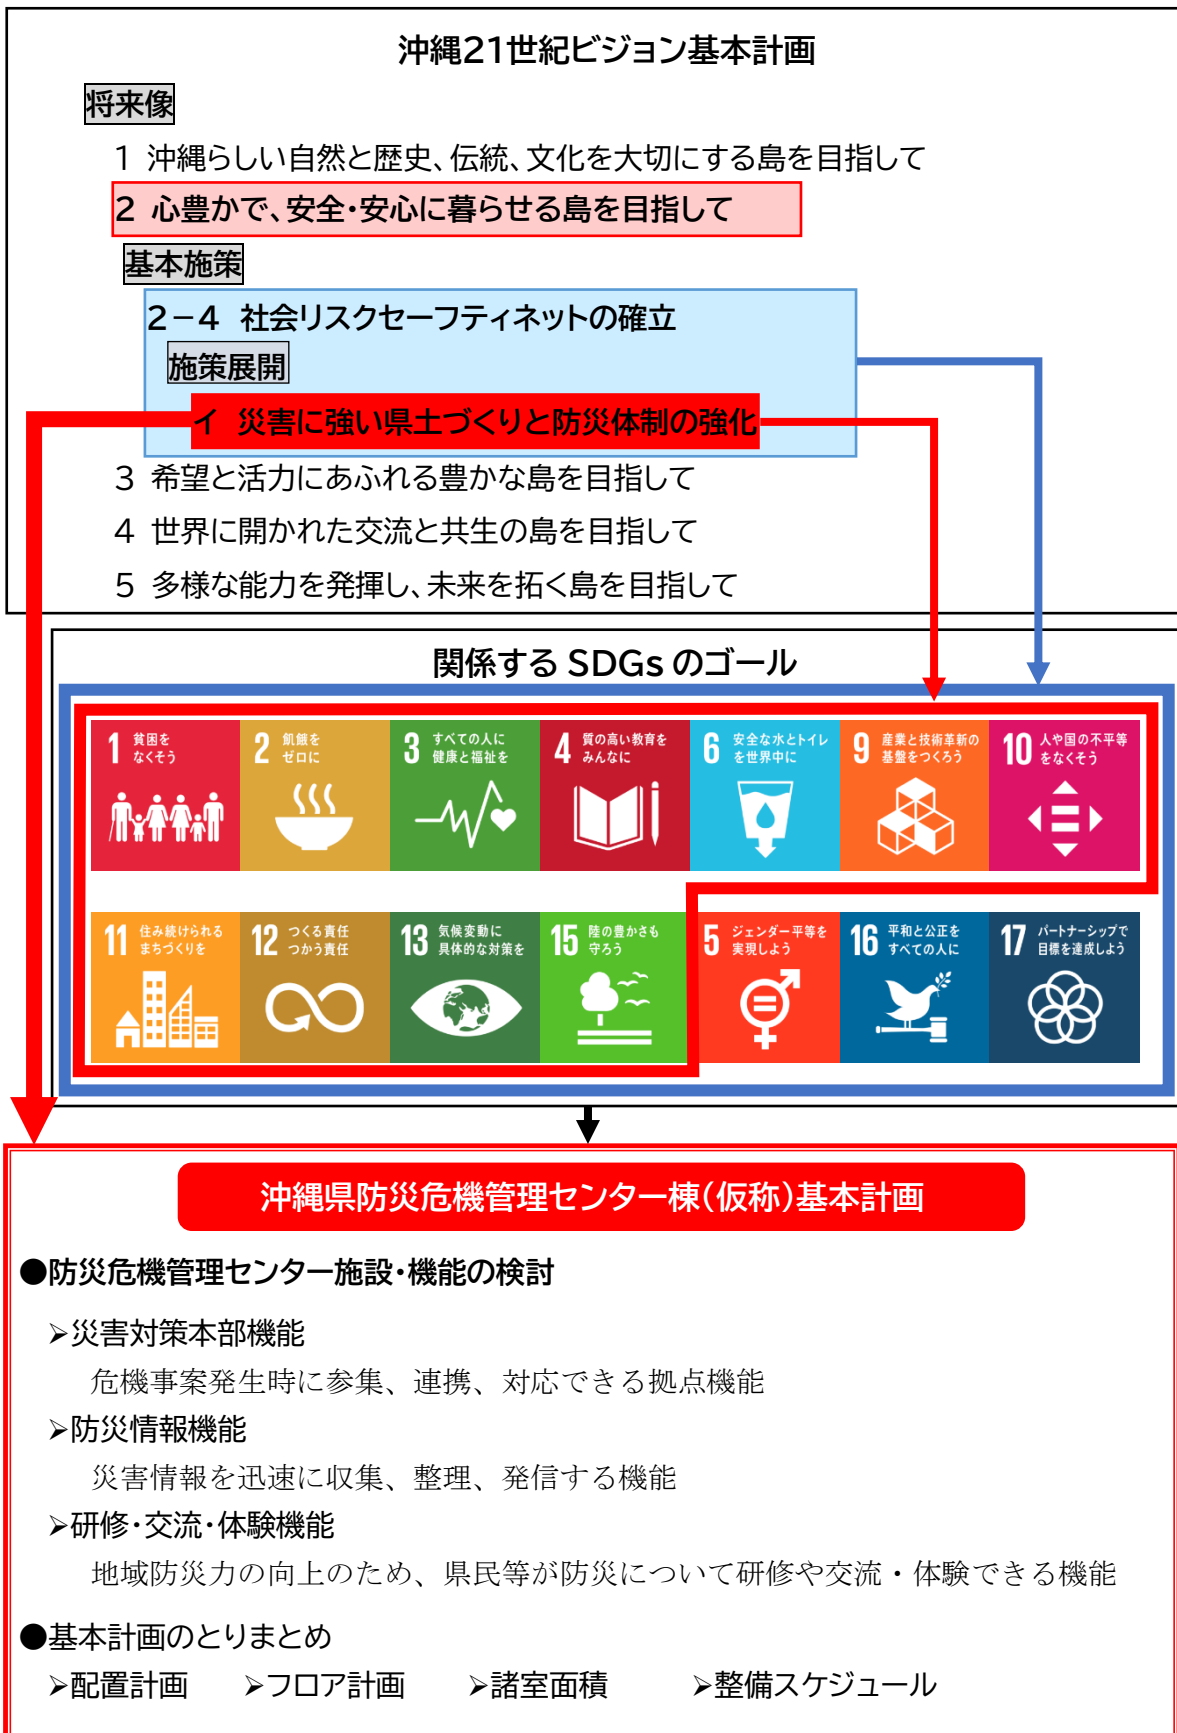 沖縄21世紀ビジョン基本計画
将来像
1 沖縄らしい自然と歴史、伝統、文化を大切にする島を目指して
2 心豊かで、安全・安心に暮らせる島を目指して
基本施策
2－4 社会リスクセーフティネットの確立
施策展開
イ 災害に強い県土づくりと防災体制の強化
3 希望と活力にあふれる豊かな島を目指して
4 世界に開かれた交流と共生の島を目指して
5 多様な能力を発揮し、未来を拓く島を目指して
関係する SDGs のゴール
1 貧困を
なくそう
2 飢餓を
ゼロに
3 すべての人に
健康と福祉を
4 質の高い教育を
みんなに
6 安全な水とトイレ
を世界中に
9 産業と技術革新の
基盤をつくろう
10 人や国の不平等
をなくそう
11 住み続けられる
まちづくりを
12 つくる責任
つかう責任
13 気候変動に
具体的な対策を
15 陸の豊かさも
守ろう
5 ジェンダー平等を
実現しよう
16 平和と公正を
すべての人に
17 パートナーシップで
目標を達成しよう
沖縄県防災危機管理センター棟（仮称）基本計画
●防災危機管理センター施設・機能の検討
➢災害対策本部機能
危機事案発生時に参集、連携、対応できる拠点機能
➢防災情報機能
災害情報を迅速に収集、整理、発信する機能
➢研修・交流・体験機能
地域防災力の向上のため、県民等が防災について研修や交流・体験できる機能
●基本計画のとりまとめ
➢配置計画 ➢フロア計画 ➢諸室面積 ➢整備スケジュール